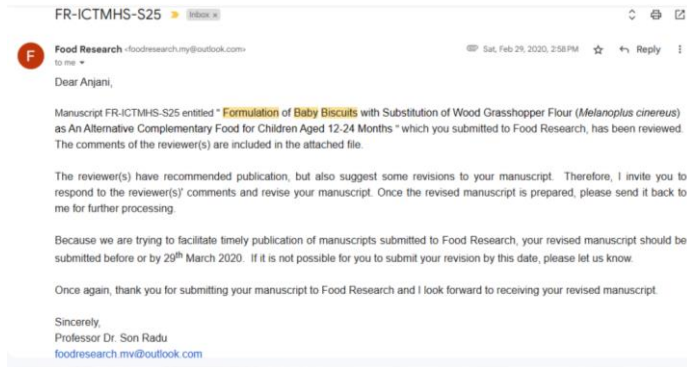 FR-ICTMHS-S25 Inbox x
F
Food Research <foodresearch.my@outlook.com>
Sat, Feb 29, 2020, 2:58 PM Reply
to me
Dear Anjani,
Manuscript FR-ICTMHS-S25 entitled " Formulation of Baby Biscuits with Substitution of Wood Grasshopper Flour (Melanoplus cinereus)
as An Alternative Complementary Food for Children Aged 12-24 Months " which you submitted to Food Research, has been reviewed.
The comments of the reviewer(s) are included in the attached file.
The reviewer(s) have recommended publication, but also suggest some revisions to your manuscript. Therefore, I invite you to
respond to the reviewer(s)' comments and revise your manuscript. Once the revised manuscript is prepared, please send it back to
me for further processing.
Because we are trying to facilitate timely publication of manuscripts submitted to Food Research, your revised manuscript should be
submitted before or by 29th March 2020. If it is not possible for you to submit your revision by this date, please let us know.
Once again, thank you for submitting your manuscript to Food Research and I look forward to receiving your revised manuscript.
Sincerely,
Professor Dr. Son Radu
foodresearch.my@outlook.com